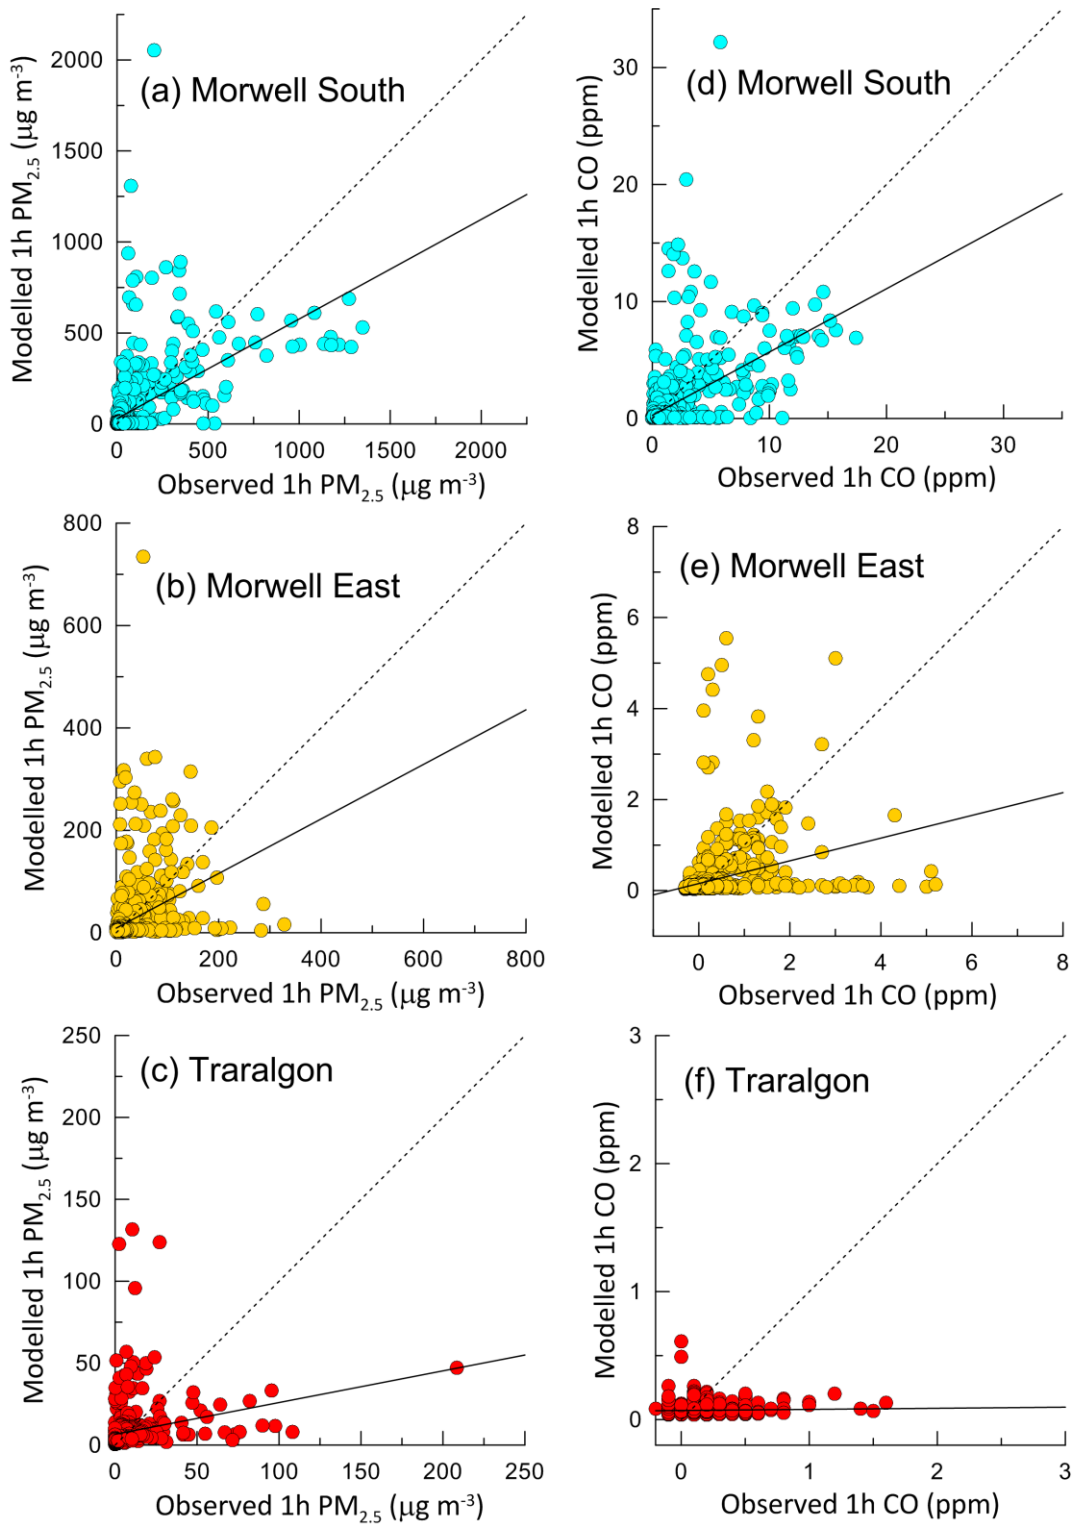 (a) Morwell South
Modelled 1h PM2.5 (μg m-3)
2000
1500
1000
500
0
0 500 1000 1500 2000
Observed 1h PM2.5 (μg m-3)
(d) Morwell South
Modelled 1h CO (ppm)
30
20
10
0
0 10 20 30
Observed 1h CO (ppm)
(b) Morwell East
Modelled 1h PM2.5 (μg m-3)
800
600
400
200
0
0 200 400 600 800
Observed 1h PM2.5 (μg m-3)
(e) Morwell East
Modelled 1h CO (ppm)
8
6
4
2
0
0 2 4 6 8
Observed 1h CO (ppm)
(c) Traralgon
Modelled 1h PM2.5 (μg m-3)
250
200
150
100
50
0
0 50 100 150 200 250
Observed 1h PM2.5 (μg m-3)
(f) Traralgon
Modelled 1h CO (ppm)
3
2
1
0
0 1 2 3
Observed 1h CO (ppm)